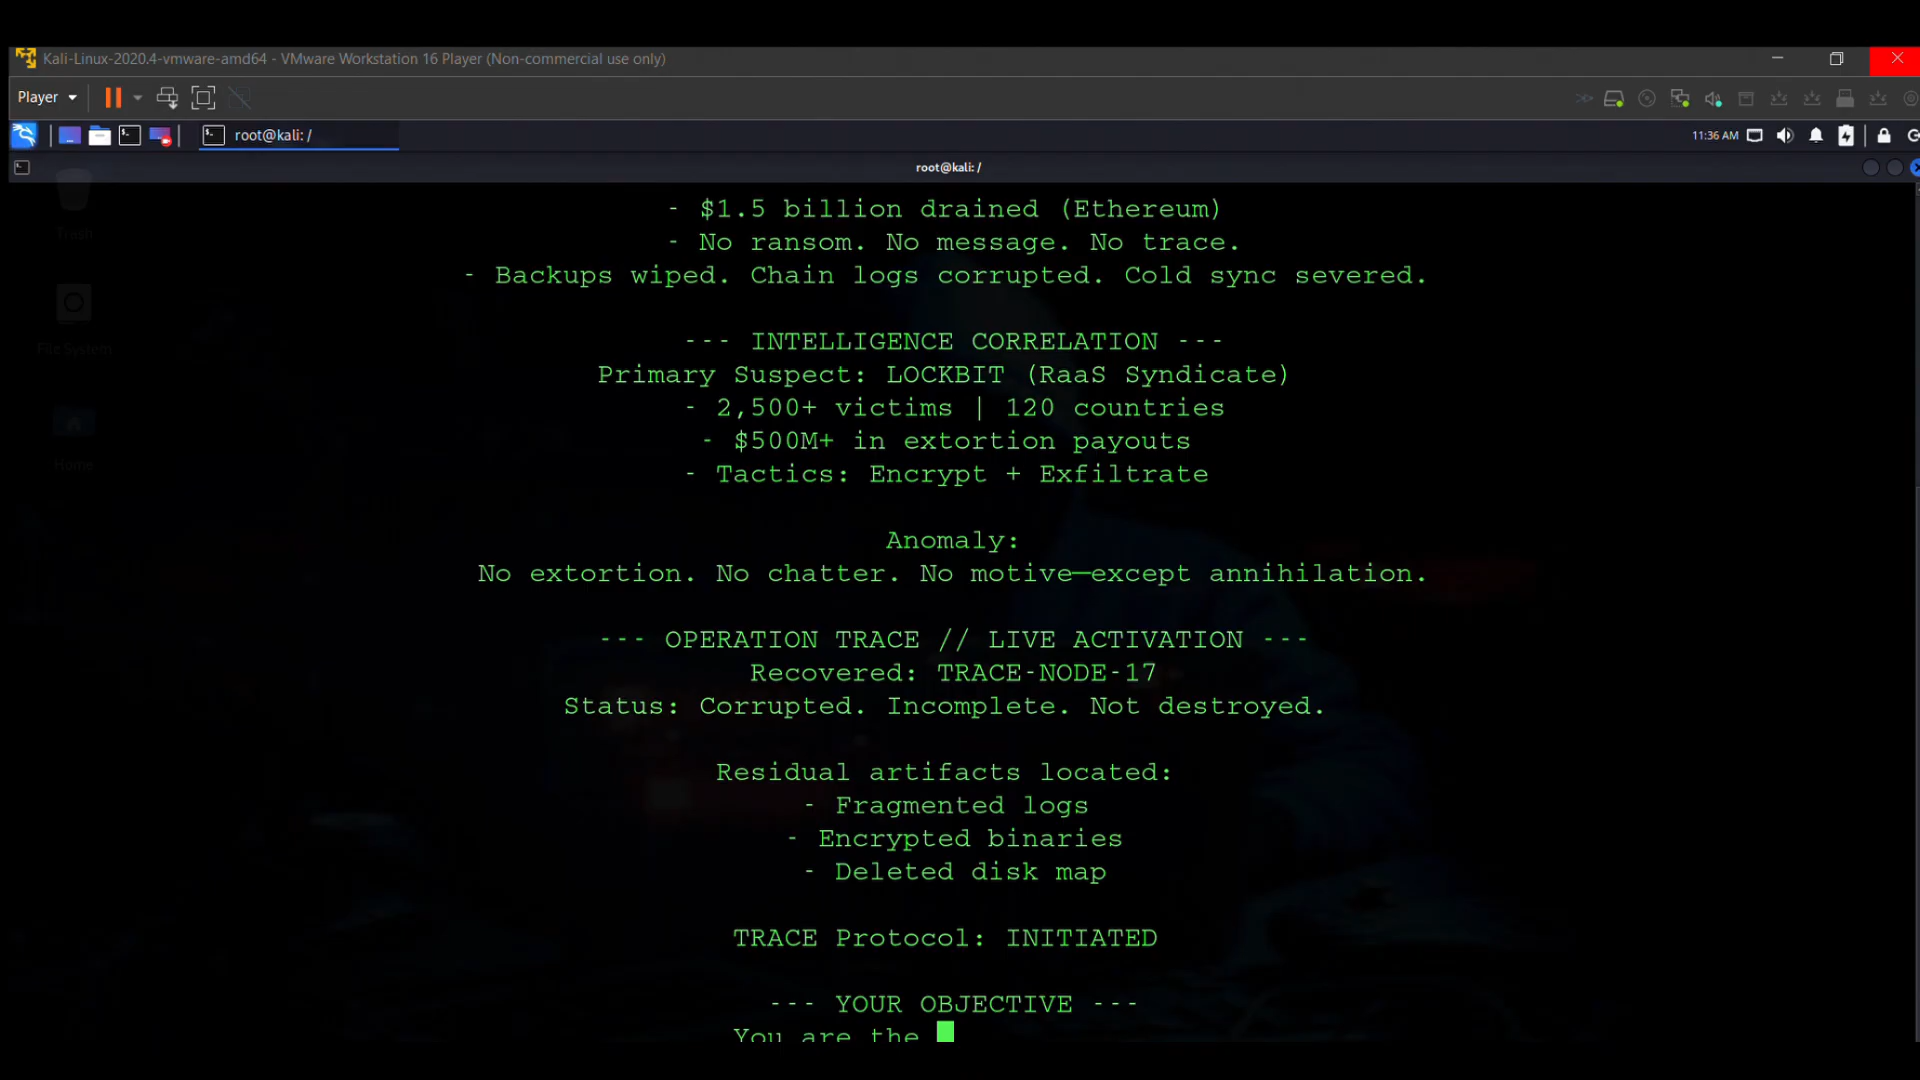 Kali-Linux-2020.4-vmware-amd64 - VMware Workstation 16 Player (Non-commercial use only)
Player
root@kali: /
11:36 AM
root@kali: /
Trash
File System
Home
- $1.5 billion drained (Ethereum)
- No ransom. No message. No trace.
- Backups wiped. Chain logs corrupted. Cold sync severed.
--- INTELLIGENCE CORRELATION ---
Primary Suspect: LOCKBIT (RaaS Syndicate)
- 2,500+ victims | 120 countries
- $500M+ in extortion payouts
- Tactics: Encrypt + Exfiltrate
Anomaly:
No extortion. No chatter. No motive—except annihilation.
--- OPERATION TRACE // LIVE ACTIVATION ---
Recovered: TRACE-NODE-17
Status: Corrupted. Incomplete. Not destroyed.
Residual artifacts located:
- Fragmented logs
- Encrypted binaries
- Deleted disk map
TRACE Protocol: INITIATED
--- YOUR OBJECTIVE ---
You are the